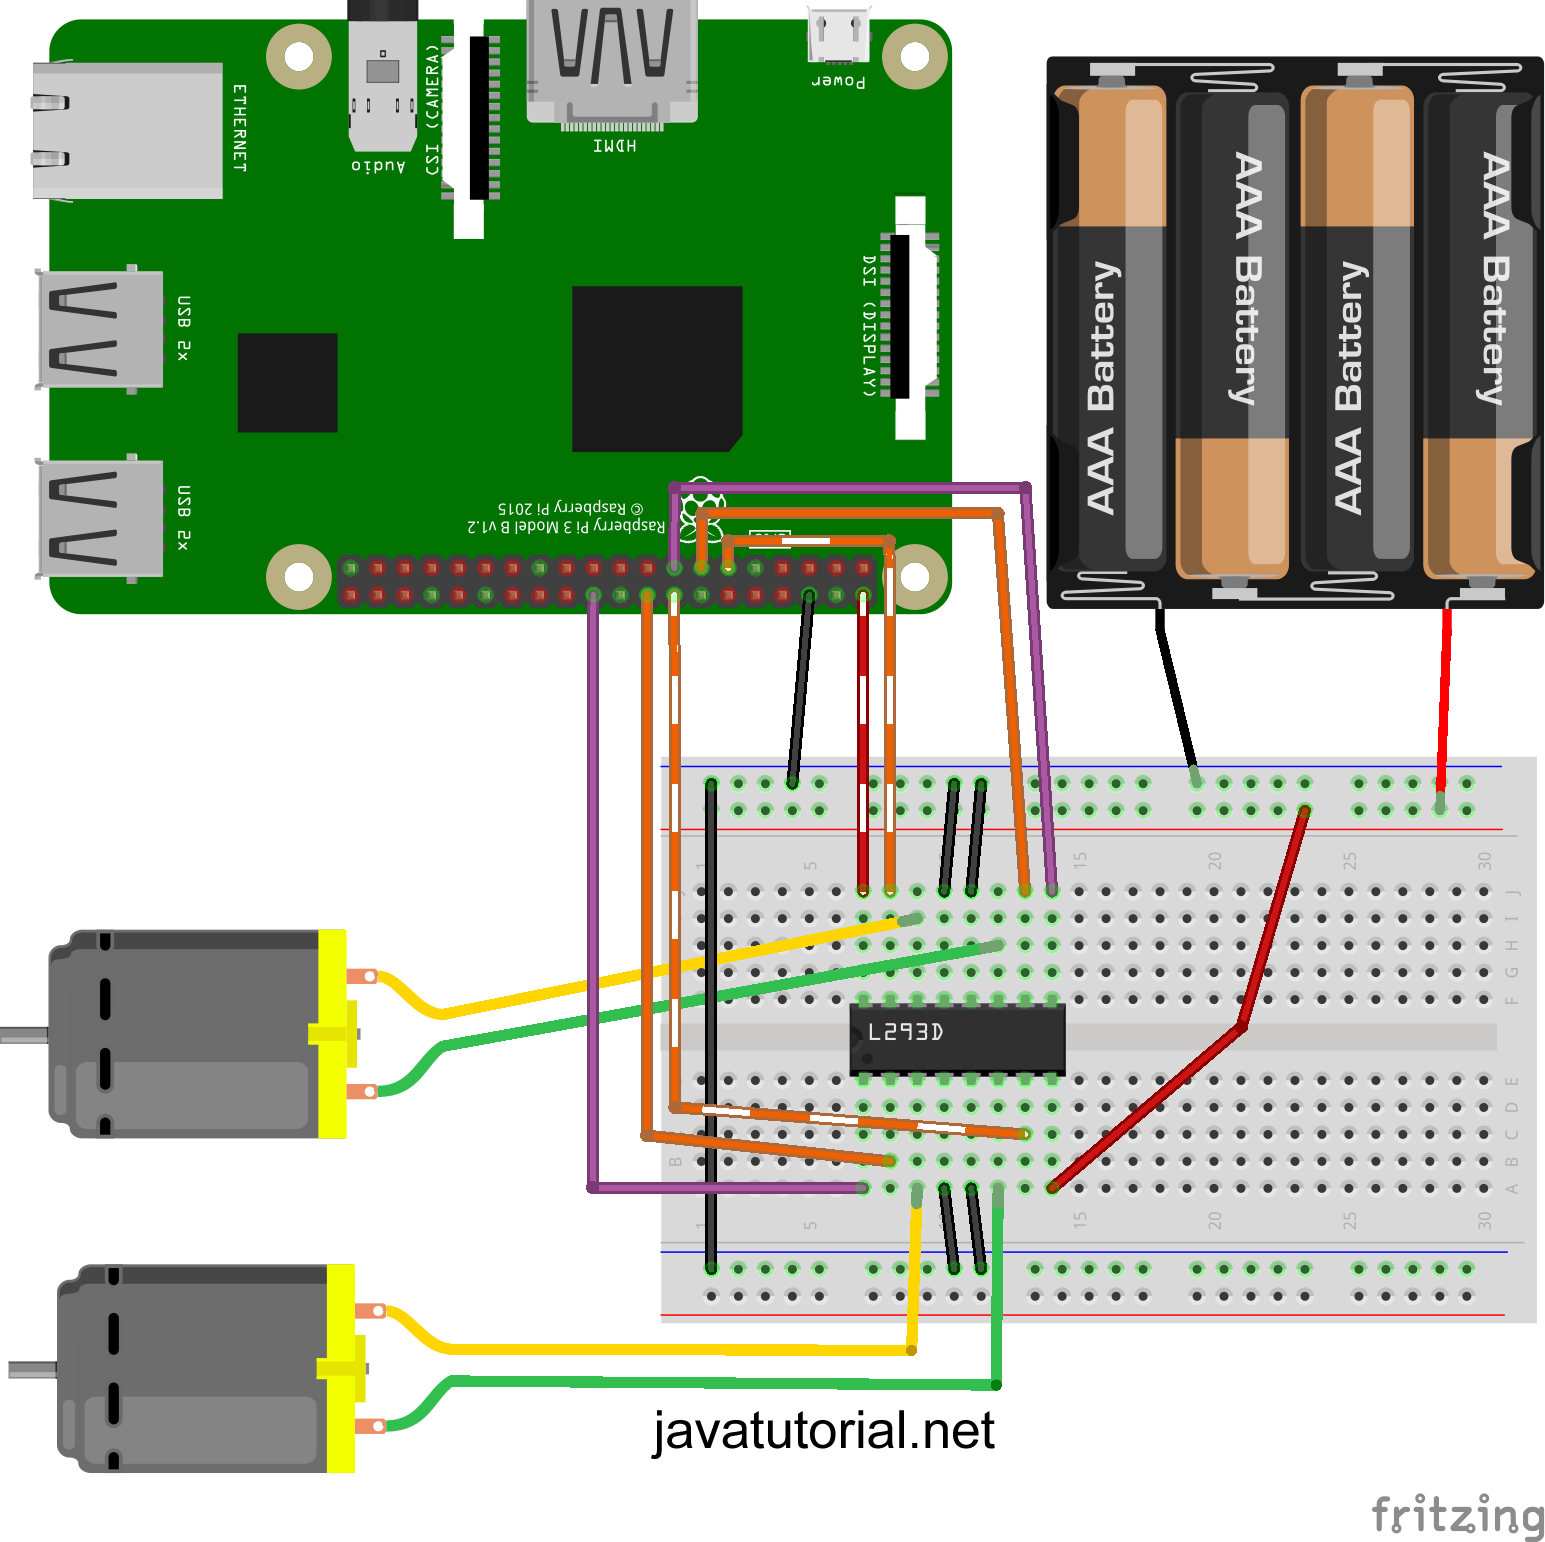 ETHERNET
Audio
CSI (CAMERA)
HDMI
Power
DSI (DISPLAY)
USB 2x
USB 2x
© Raspberry Pi 2015
Raspberry Pi 3 Model B v1.2
AAA Battery
AAA Battery
AAA Battery
AAA Battery
1 5 15 20 25 30
J
I
H
G
F
L293D
E
D
C
B B
A
1 5 15 20 25 30
javatutorial.net
fritzing